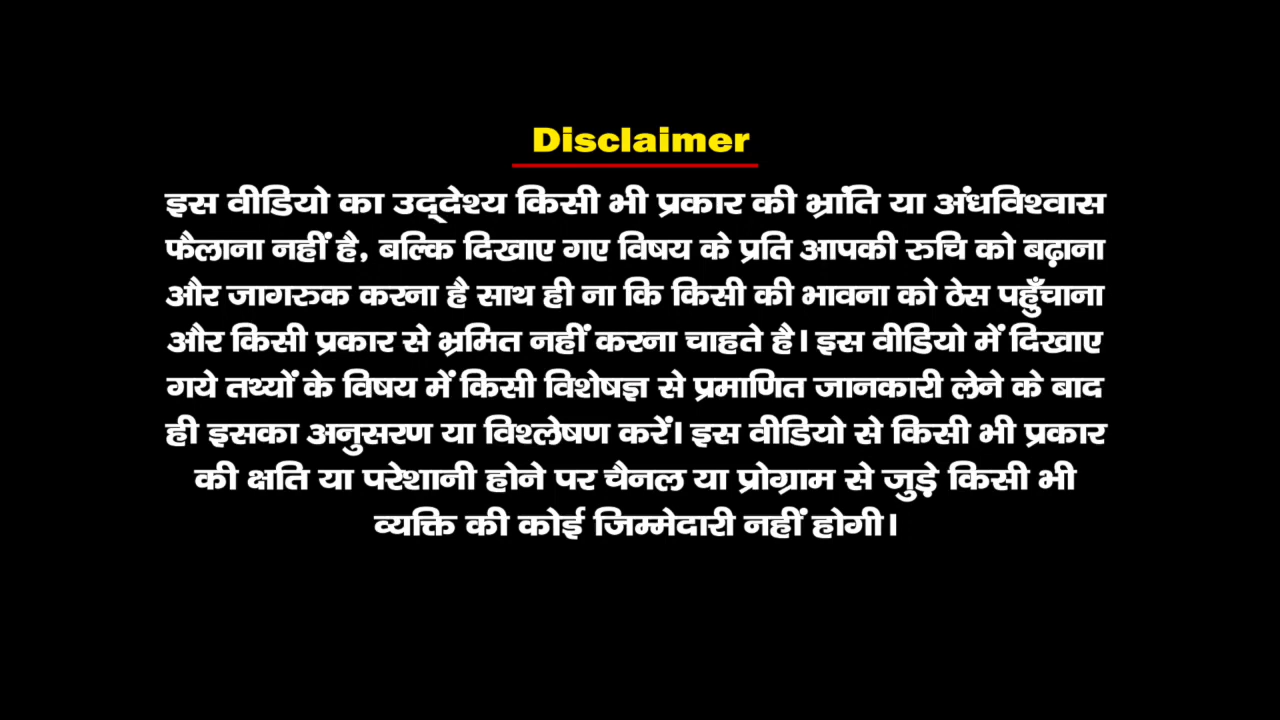 Disclaimer
इस वीडियो का उद्देश्य किसी भी प्रकार की भ्रांति या अंधविश्वास
फैलाना नहीं है, बल्कि दिखाए गए विषय के प्रति आपकी रुचि को बढ़ाना
और जागरुक करना है साथ ही ना कि किसी की भावना को ठेस पहुँचाना
और किसी प्रकार से भ्रमित नहीं करना चाहते है। इस वीडियो में दिखाए
गये तथ्यों के विषय में किसी विशेषज्ञ से प्रमाणित जानकारी लेने के बाद
ही इसका अनुसरण या विश्लेषण करें। इस वीडियो से किसी भी प्रकार
की क्षति या परेशानी होने पर चैनल या प्रोग्राम से जुड़े किसी भी
व्यक्ति की कोई जिम्मेदारी नहीं होगी।